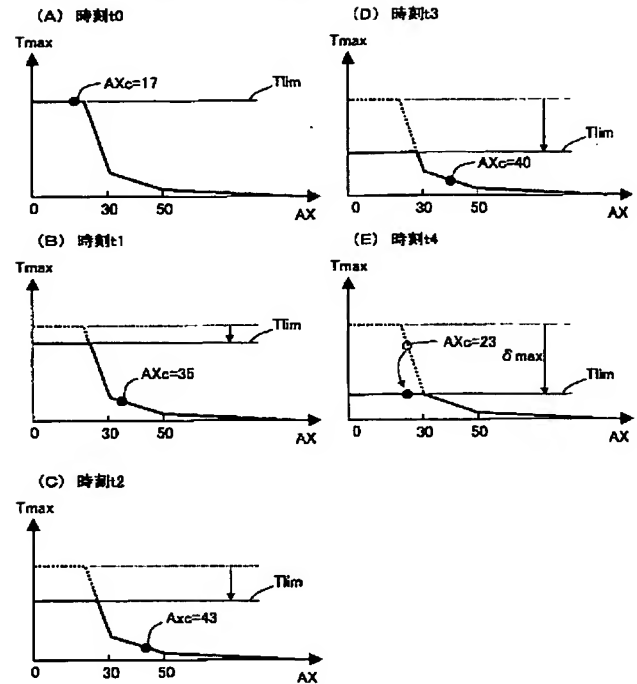 (A) 時刻t0
Tmax
AXc=17
Tlim
0
30
50
AX
(B) 時刻t1
Tmax
Tlim
AXc=35
0
30
50
AX
(C) 時刻t2
Tmax
Tlim
Axc=43
0
30
50
AX
(D) 時刻t3
Tmax
Tlim
AXc=40
0
30
50
AX
(E) 時刻t4
Tmax
AXc=23
δmax
Tlim
0
30
50
AX